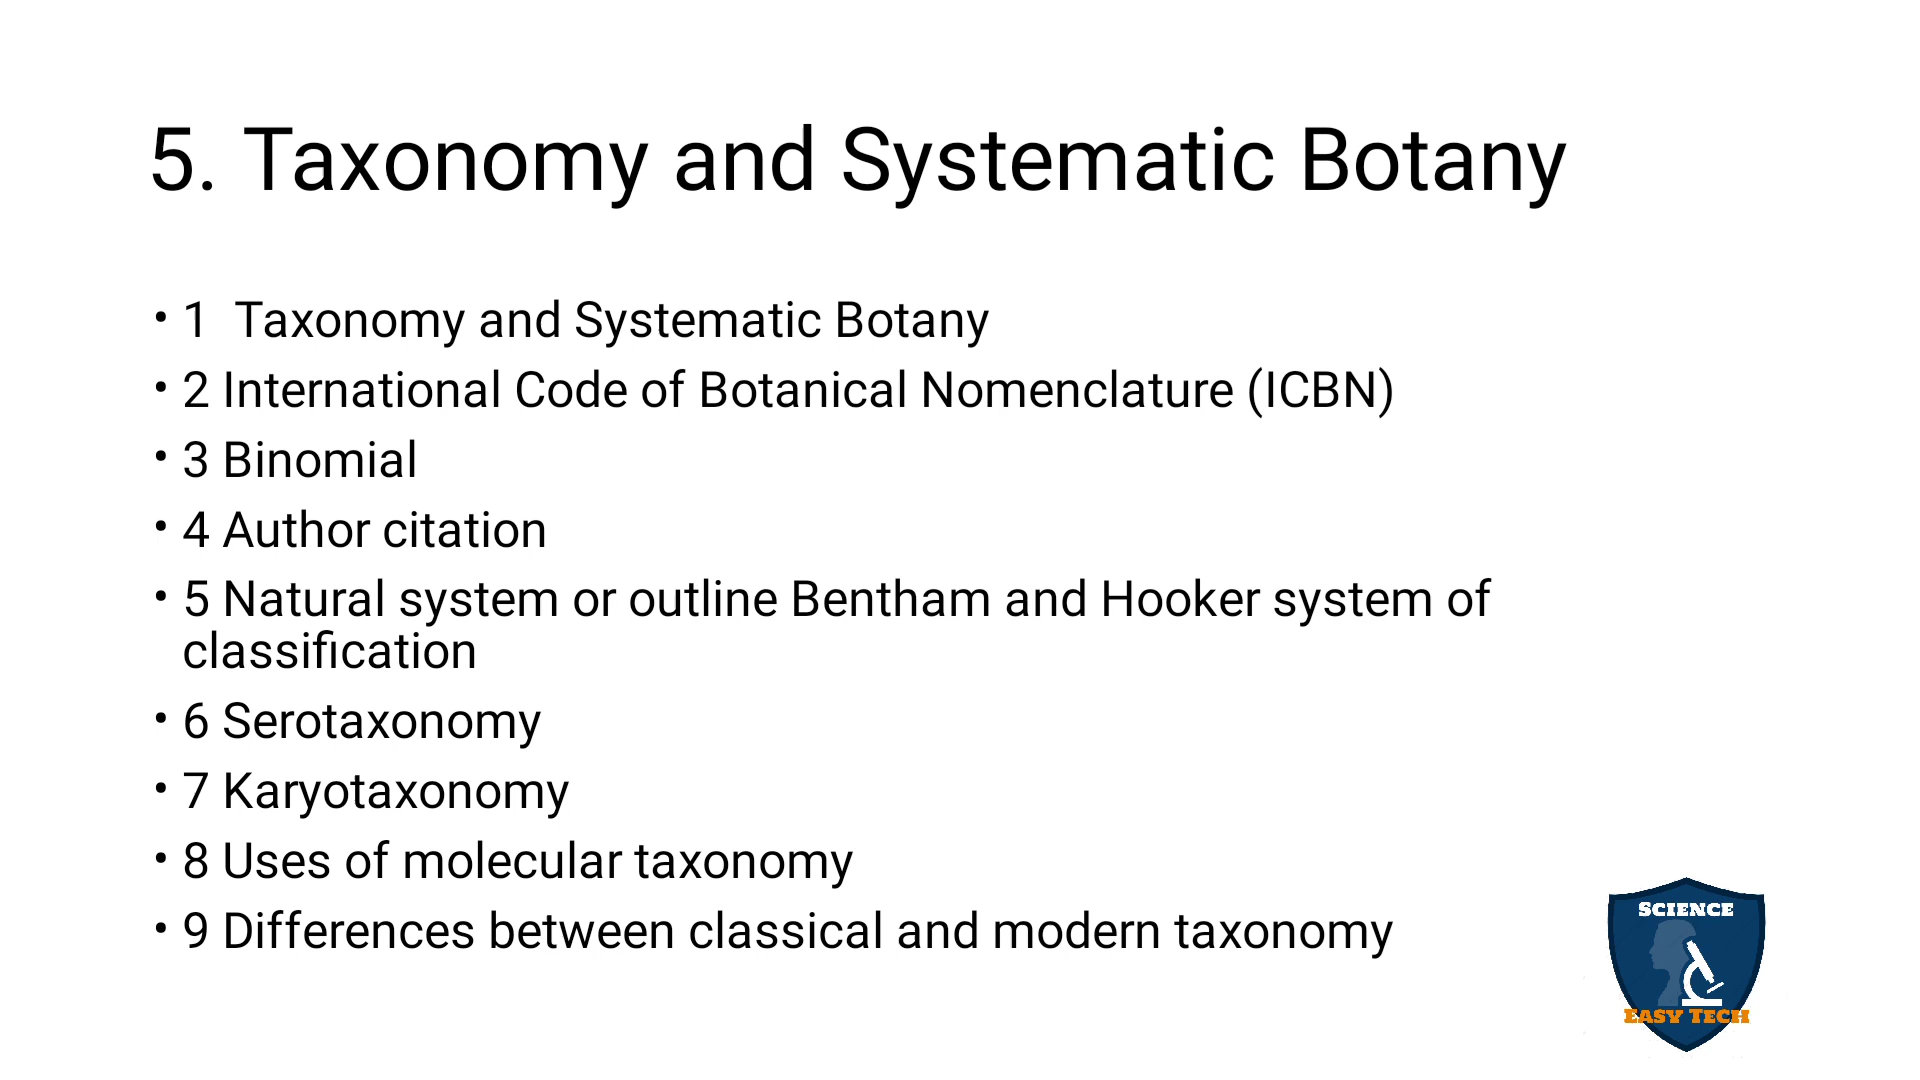 5. Taxonomy and Systematic Botany
• 1  Taxonomy and Systematic Botany
• 2 International Code of Botanical Nomenclature (ICBN)
• 3 Binomial
• 4 Author citation
• 5 Natural system or outline Bentham and Hooker system of
classification
• 6 Serotaxonomy
• 7 Karyotaxonomy
• 8 Uses of molecular taxonomy
• 9 Differences between classical and modern taxonomy
SCIENCE
EASY TECH